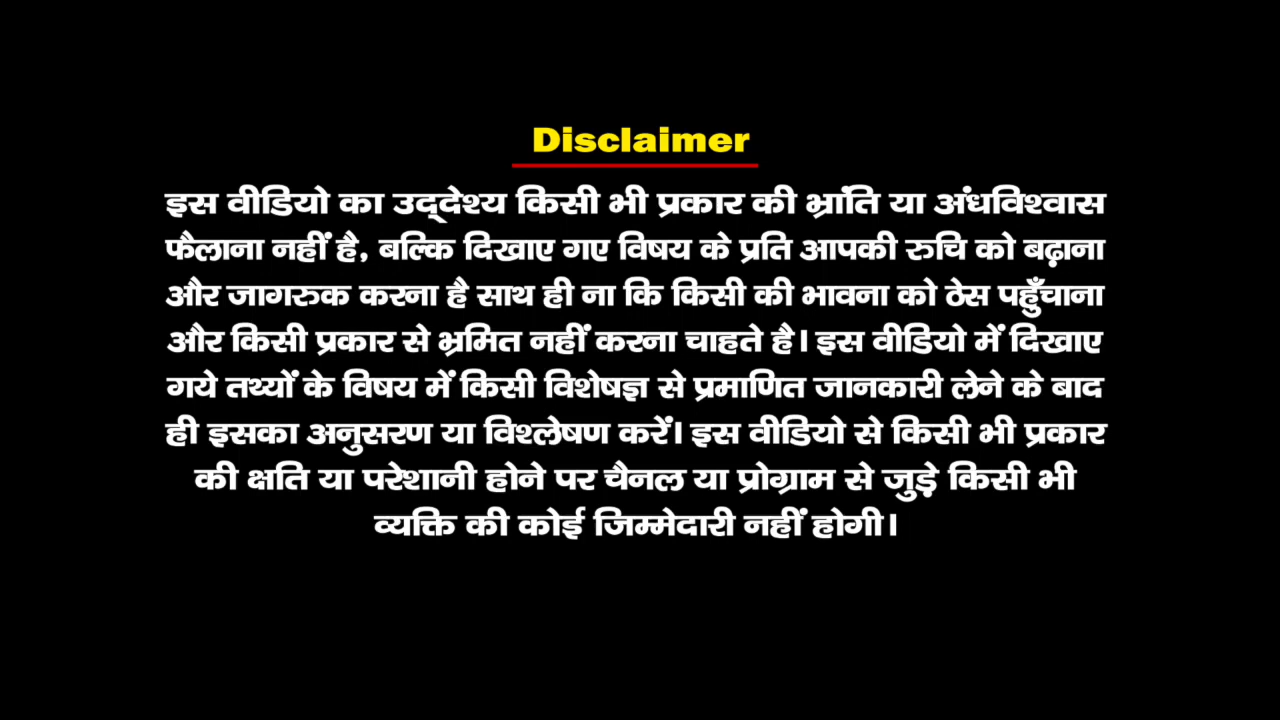 Disclaimer
इस वीडियो का उद्देश्य किसी भी प्रकार की भ्रांति या अंधविश्वास
फैलाना नहीं है, बल्कि दिखाए गए विषय के प्रति आपकी रुचि को बढ़ाना
और जागरुक करना है साथ ही ना कि किसी की भावना को ठेस पहुँचाना
और किसी प्रकार से भ्रमित नहीं करना चाहते है। इस वीडियो में दिखाए
गये तथ्यों के विषय में किसी विशेषज्ञ से प्रमाणित जानकारी लेने के बाद
ही इसका अनुसरण या विश्लेषण करें। इस वीडियो से किसी भी प्रकार
की क्षति या परेशानी होने पर चैनल या प्रोग्राम से जुड़े किसी भी
व्यक्ति की कोई जिम्मेदारी नहीं होगी।